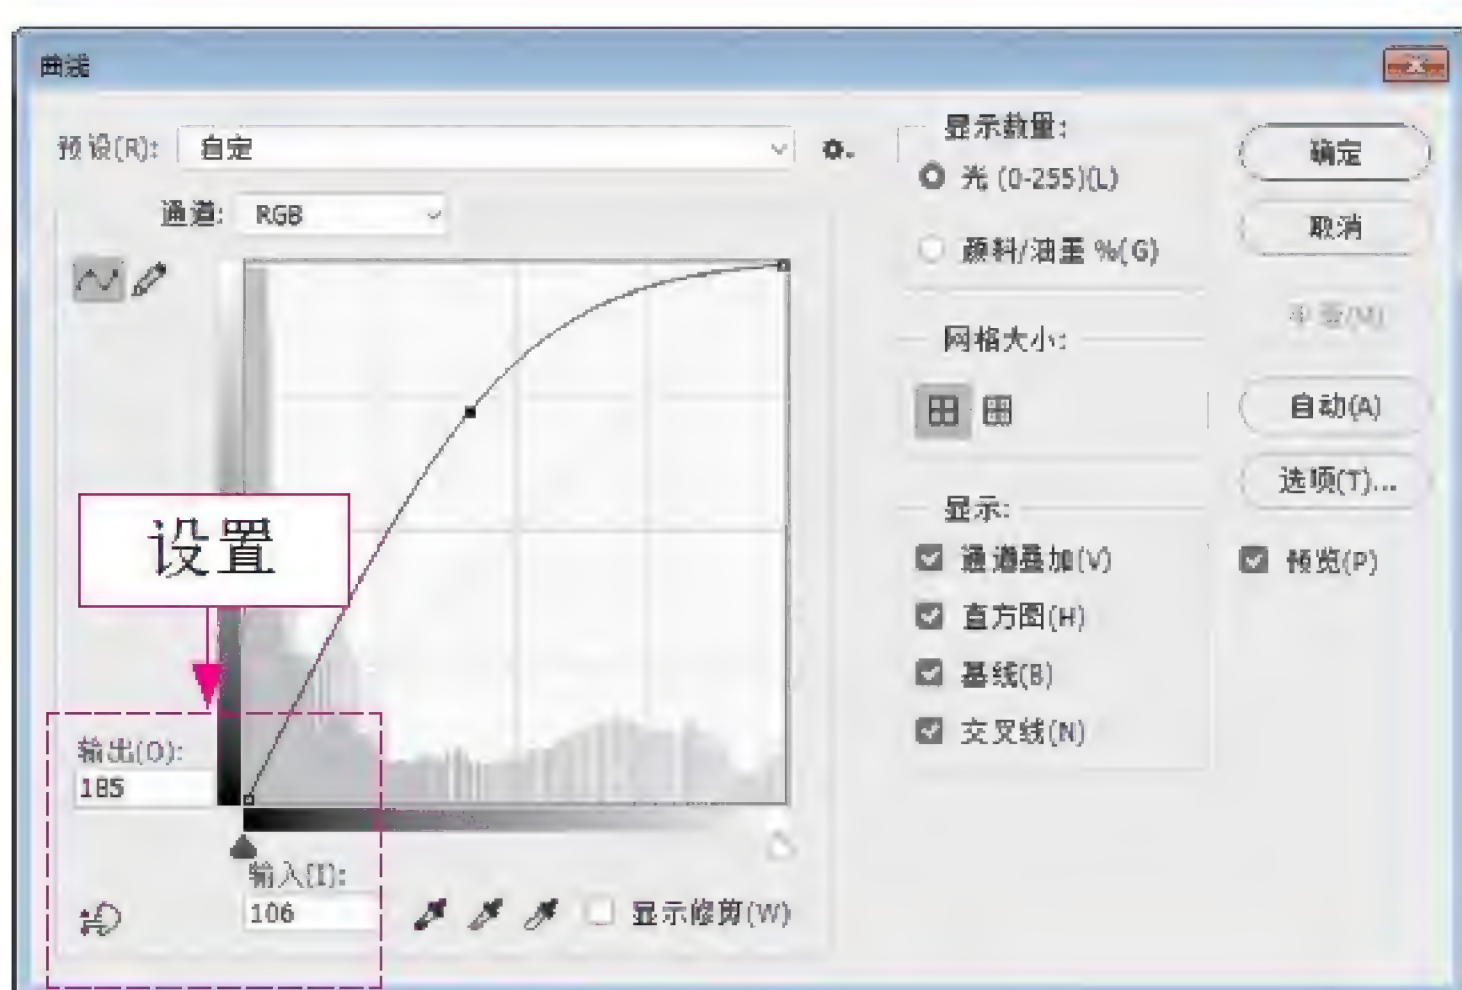 曲线
预设(R): 自定
通道: RGB
设置
输出(O):
185
输入(I):
106
显示修剪(W)
显示数量:
光 (0-255)(L)
颜料/油墨 %(G)
网格大小:
显示:
通道叠加(V)
直方图(H)
基线(B)
交叉线(N)
确定
取消
自动(A)
选项(T)...
预览(P)